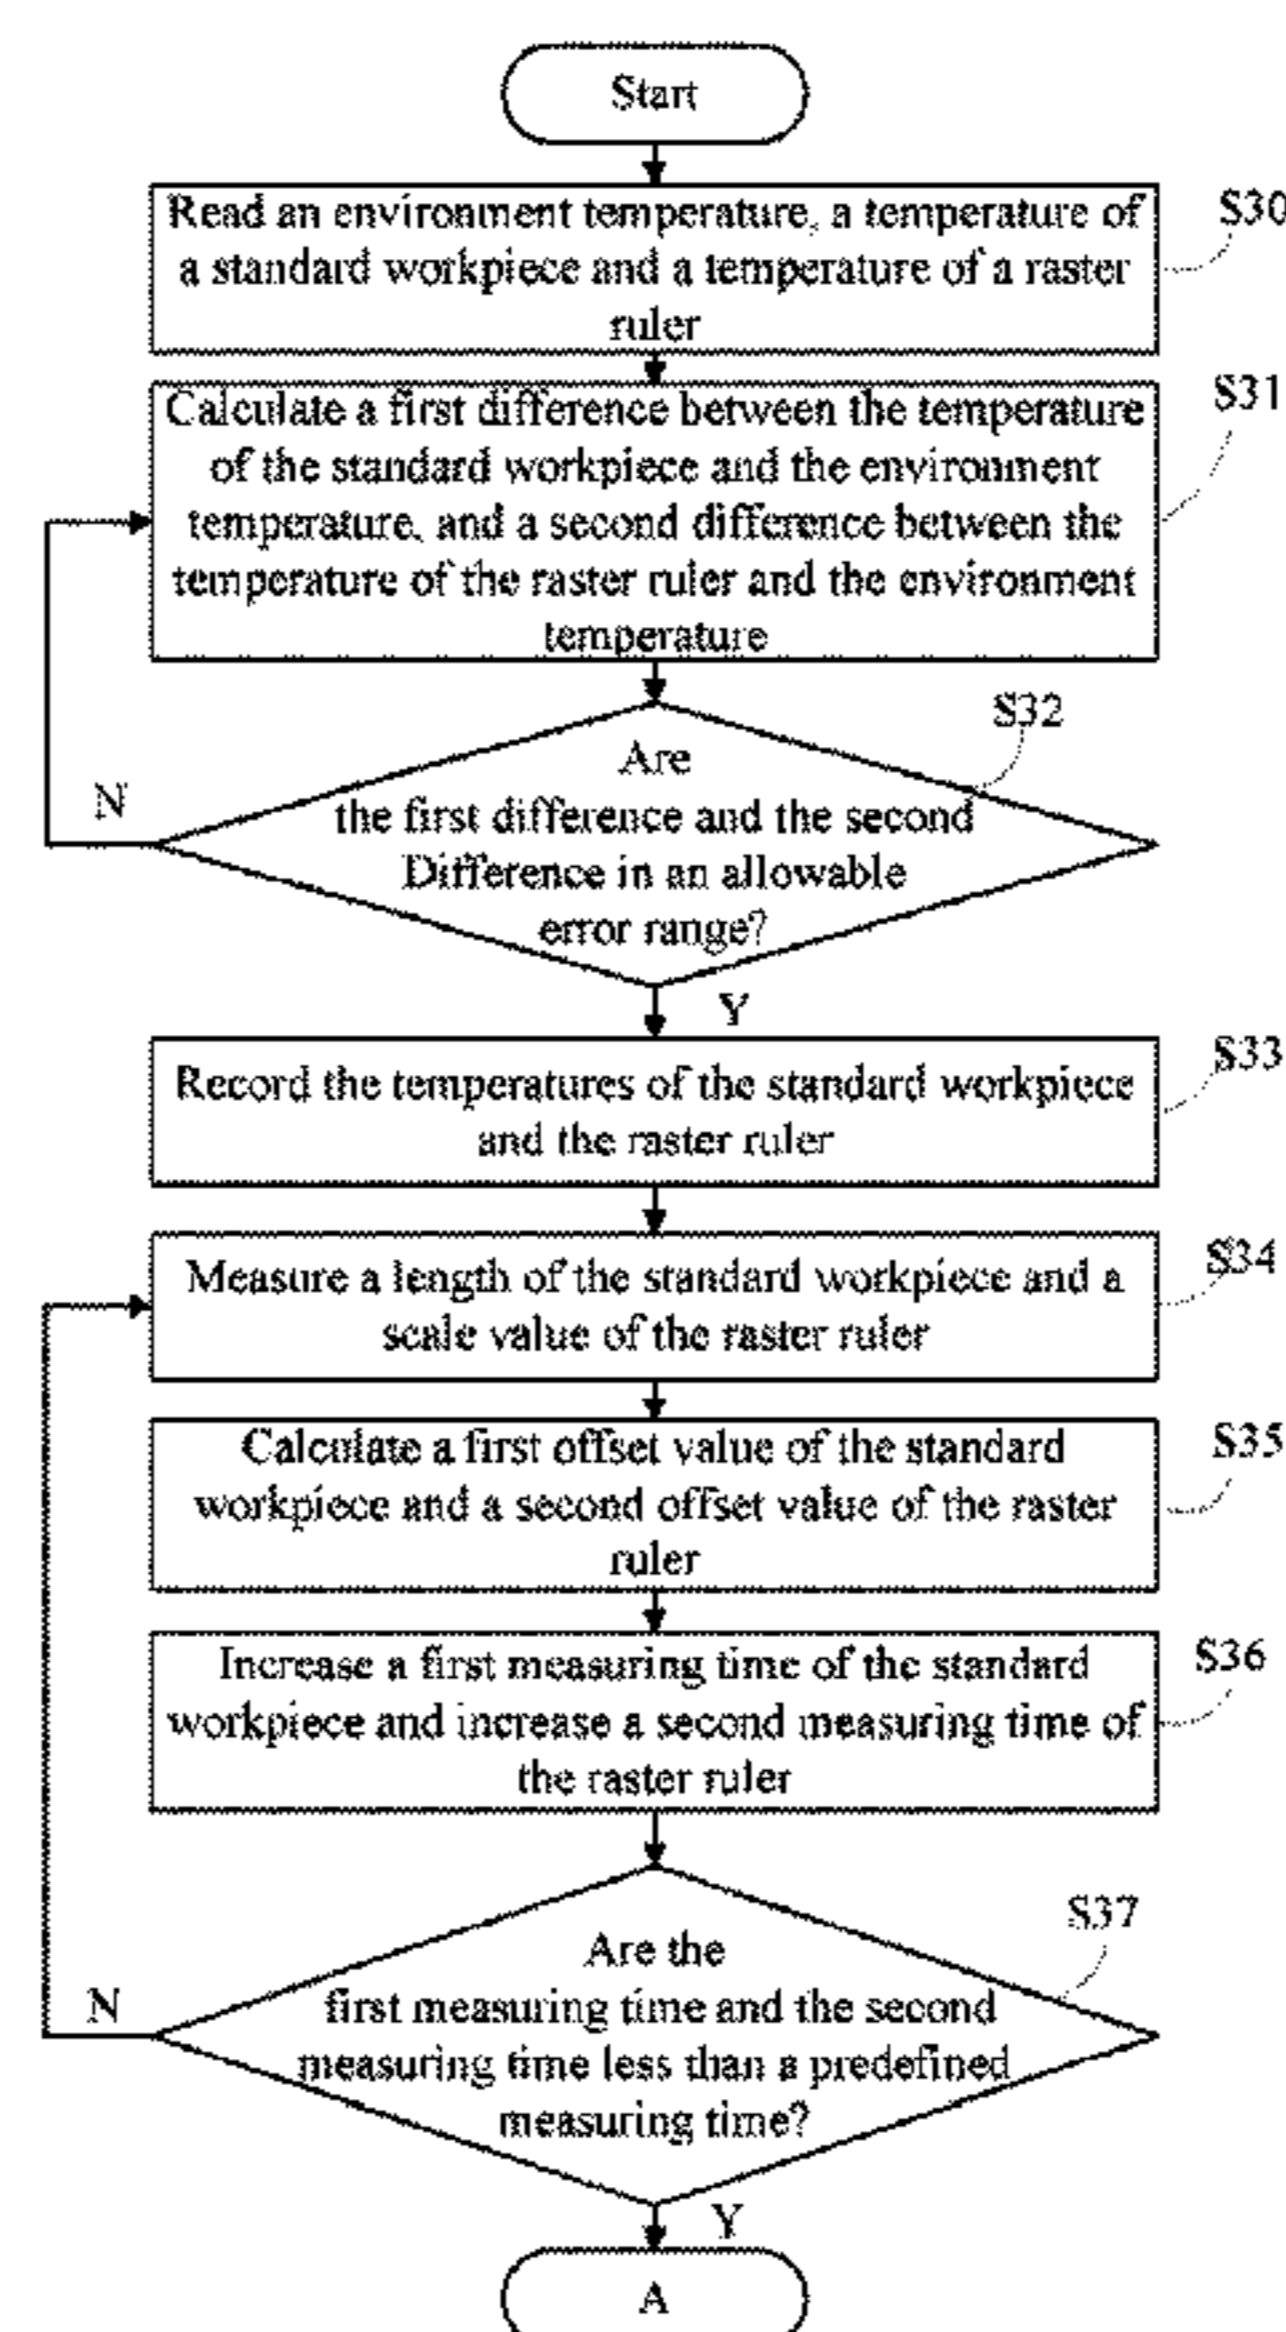 Start
Read an environment temperature, a temperature of
a standard workpiece and a temperature of a raster
ruler
S30
Calculate a first difference between the temperature
of the standard workpiece and the environment
temperature, and a second difference between the
temperature of the raster ruler and the environment
temperature
S31
S32
Are
the first difference and the second
Difference in an allowable
error range?
N
Y
Record the temperatures of the standard workpiece
and the raster ruler
S33
Measure a length of the standard workpiece and a
scale value of the raster ruler
S34
Calculate a first offset value of the standard
workpiece and a second offset value of the raster
ruler
S35
Increase a first measuring time of the standard
workpiece and increase a second measuring time of
the raster ruler
S36
S37
Are the
first measuring time and the second
measuring time less than a predefined
measuring time?
N
Y
A